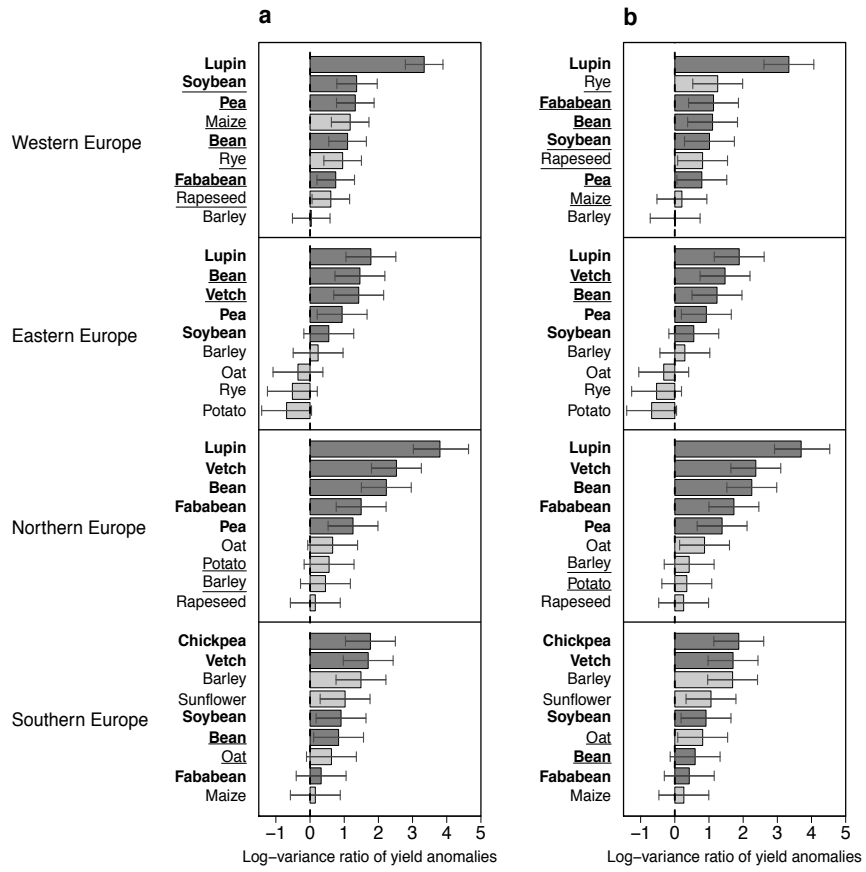 a
Western Europe
Lupin
Soybean
Pea
Maize
Bean
Rye
Fababean
Rapeseed
Barley
Eastern Europe
Lupin
Bean
Vetch
Pea
Soybean
Barley
Oat
Rye
Potato
Northern Europe
Lupin
Vetch
Bean
Fababean
Pea
Oat
Potato
Barley
Rapeseed
Southern Europe
Chickpea
Vetch
Barley
Sunflower
Soybean
Bean
Oat
Fababean
Maize
−1 0 1 2 3 4 5
Log−variance ratio of yield anomalies
b
Lupin
Rye
Fababean
Bean
Soybean
Rapeseed
Pea
Maize
Barley
Lupin
Vetch
Bean
Pea
Soybean
Barley
Oat
Rye
Potato
Lupin
Vetch
Bean
Fababean
Pea
Oat
Barley
Potato
Rapeseed
Chickpea
Vetch
Barley
Sunflower
Soybean
Oat
Bean
Fababean
Maize
−1 0 1 2 3 4 5
Log−variance ratio of yield anomalies